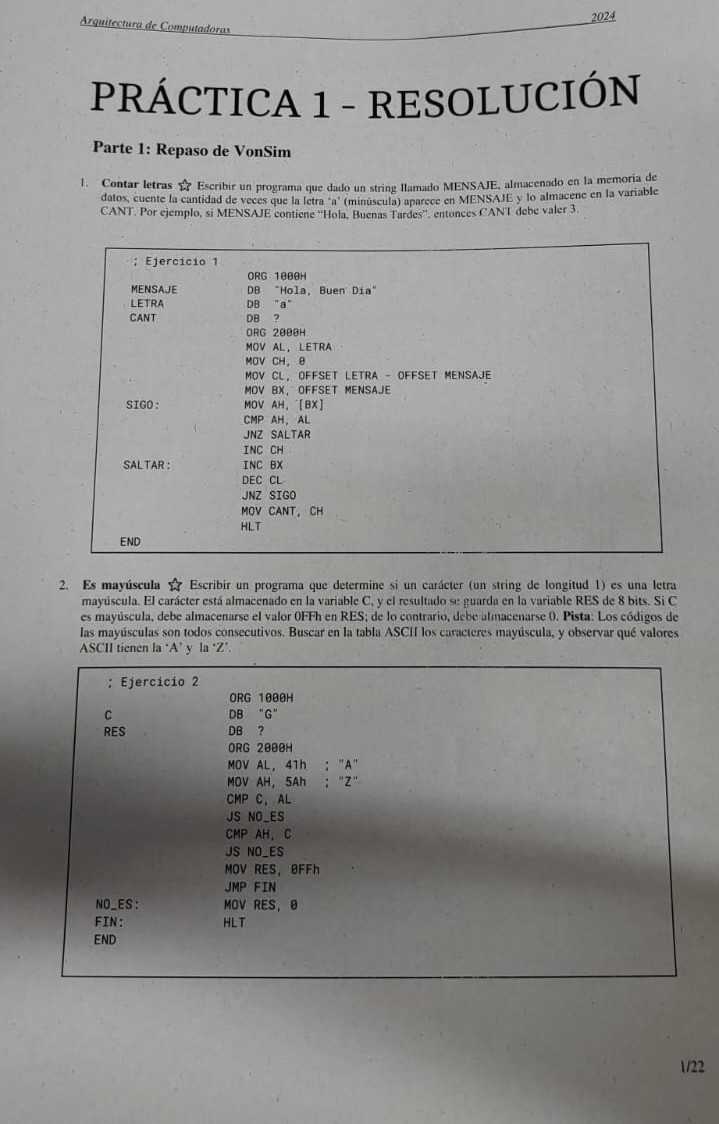 Arquitectura de Computadoras 2024
PRÁCTICA 1 - RESOLUCIÓN
Parte 1: Repaso de VonSim
1. Contar letras ☆ Escribir un programa que dado un string llamado MENSAJE, almacenado en la memoria de
datos, cuente la cantidad de veces que la letra ‘a’ (minúscula) aparece en MENSAJE y lo almacene en la variable
CANT. Por ejemplo, si MENSAJE contiene “Hola, Buenas Tardes”, entonces CANT debe valer 3.
; Ejercicio 1
ORG 1000H
MENSAJE DB "Hola, Buen Dia"
LETRA DB "a"
CANT DB ?
ORG 2000H
MOV AL, LETRA
MOV CH, 0
MOV CL, OFFSET LETRA - OFFSET MENSAJE
MOV BX, OFFSET MENSAJE
SIGO: MOV AH, [BX]
CMP AH, AL
JNZ SALTAR
INC CH
SALTAR: INC BX
DEC CL
JNZ SIGO
MOV CANT, CH
HLT
END
2. Es mayúscula ☆ Escribir un programa que determine si un carácter (un string de longitud 1) es una letra
mayúscula. El carácter está almacenado en la variable C, y el resultado se guarda en la variable RES de 8 bits. Si C
es mayúscula, debe almacenarse el valor 0FFh en RES; de lo contrario, debe almacenarse 0. Pista: Los códigos de
las mayúsculas son todos consecutivos. Buscar en la tabla ASCII los caracteres mayúscula, y observar qué valores
ASCII tienen la ‘A’ y la ‘Z’.
; Ejercicio 2
ORG 1000H
C DB "G"
RES DB ?
ORG 2000H
MOV AL, 41h ; "A"
MOV AH, 5Ah ; "Z"
CMP C, AL
JS NO_ES
CMP AH, C
JS NO_ES
MOV RES, 0FFh
JMP FIN
NO_ES: MOV RES, 0
FIN: HLT
END
1/22